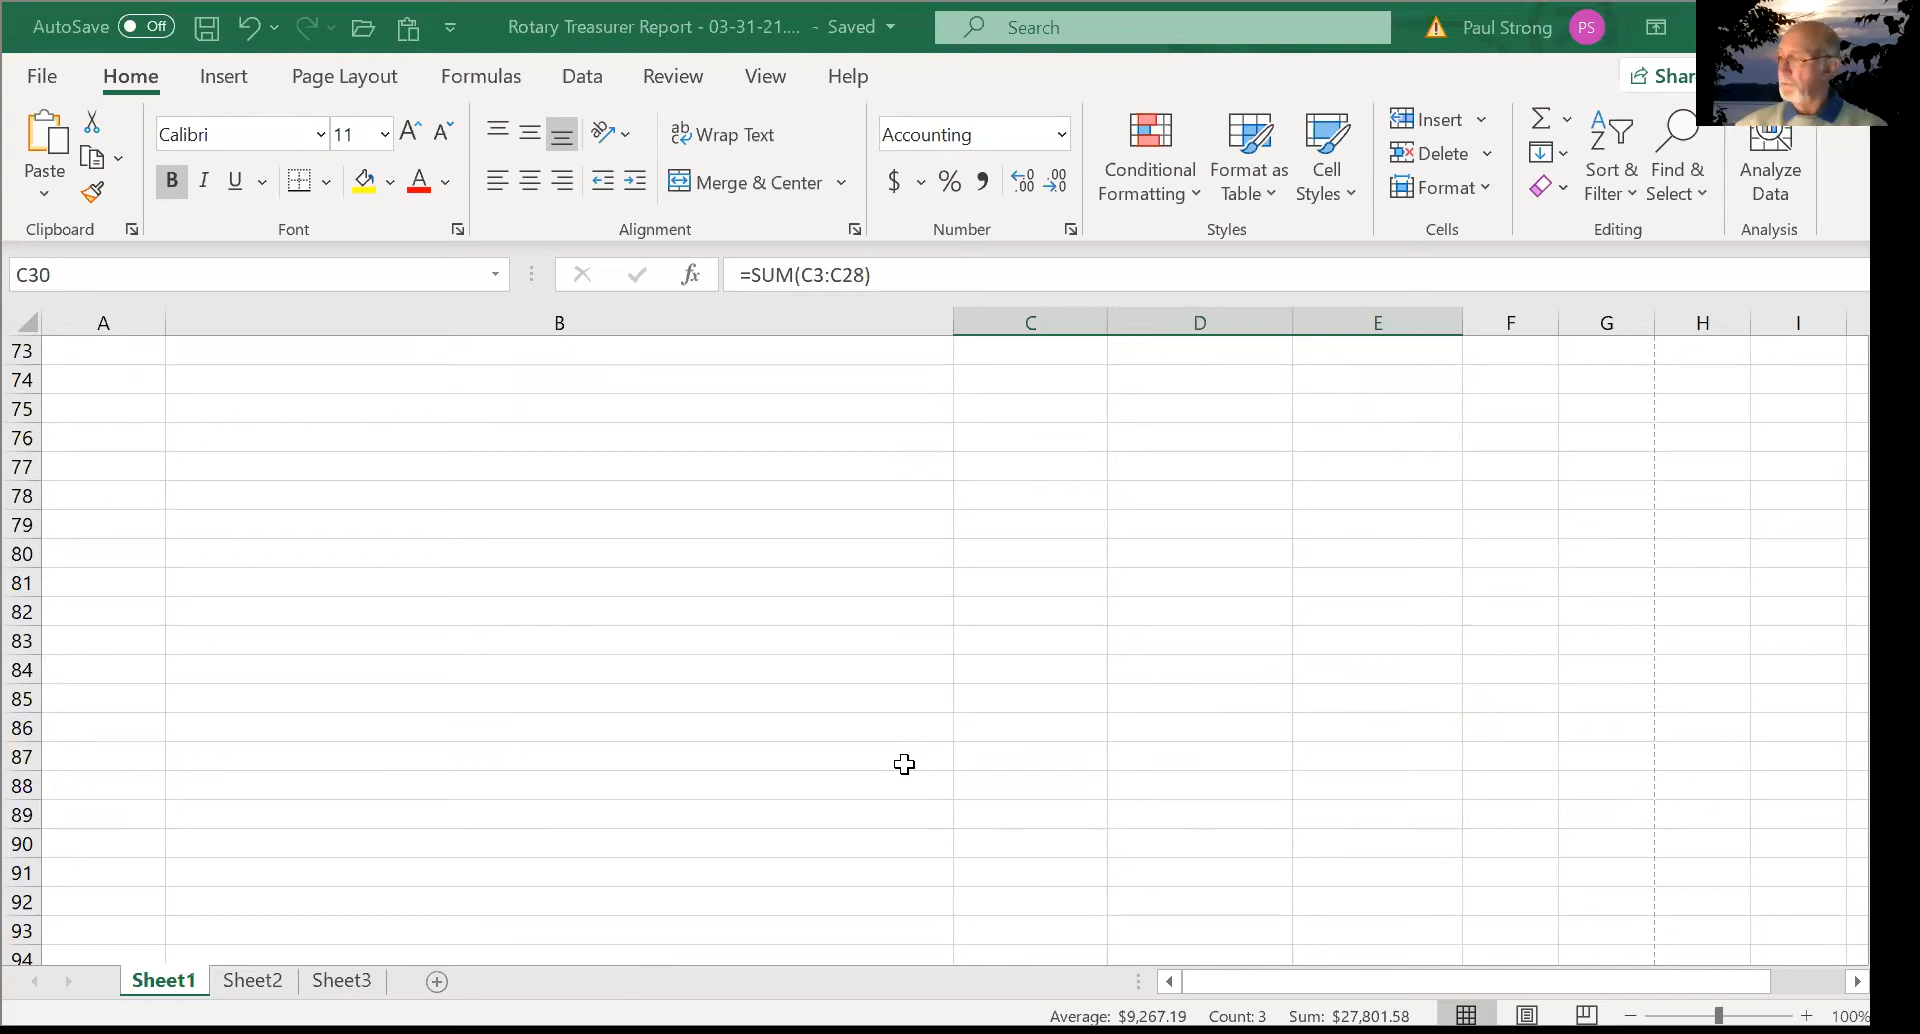 AutoSave Off Rotary Treasurer Report - 03-31-21.... - Saved Search Paul Strong PS
File Home Insert Page Layout Formulas Data Review View Help
Calibri 11 ab Wrap Text Accounting Insert
Paste Conditional Formatting Format as Table Cell Styles Delete Sort & Filter Find & Select Analyze Data
B I U Merge & Center $ % Format
Clipboard Font Alignment Number Styles Cells Editing Analysis
C30 fx =SUM(C3:C28)
A B C D E F G H I
73
74
75
76
77
78
79
80
81
82
83
84
85
86
87
88
89
90
91
92
93
94
Sheet1 Sheet2 Sheet3
Average: $9,267.19 Count: 3 Sum: $27,801.58 100%